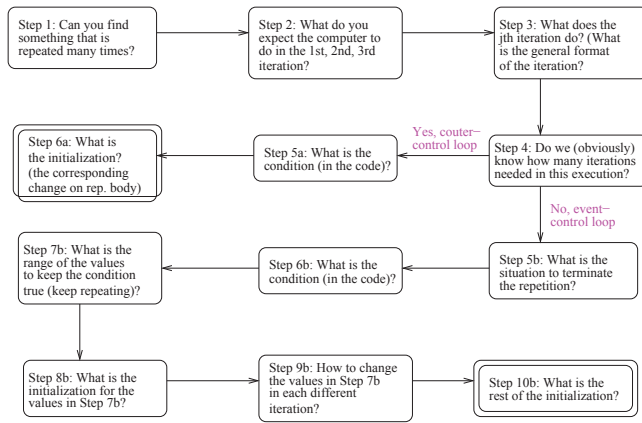 Step 1: Can you find
something that is
repeated many times?
Step 2: What do you
expect the computer to
do in the 1st, 2nd, 3rd
iteration?
Step 3: What does the
jth iteration do? (What
is the general format
of the iteration?
Step 4: Do we (obviously)
know how many iterations
needed in this execution?
Yes, couter−
control loop
Step 5a: What is the
condition (in the code)?
Step 6a: What is
the initialization?
(the corresponding
change on rep. body)
No, event−
control loop
Step 5b: What is the
situation to terminate
the repetition?
Step 6b: What is the
condition (in the code)?
Step 7b: What is the
range of the values
to keep the condition
true (keep repeating)?
Step 8b: What is the
initialization for the
values in Step 7b?
Step 9b: How to change
the values in Step 7b
in each different
iteration?
Step 10b: What is the
rest of the initialization?